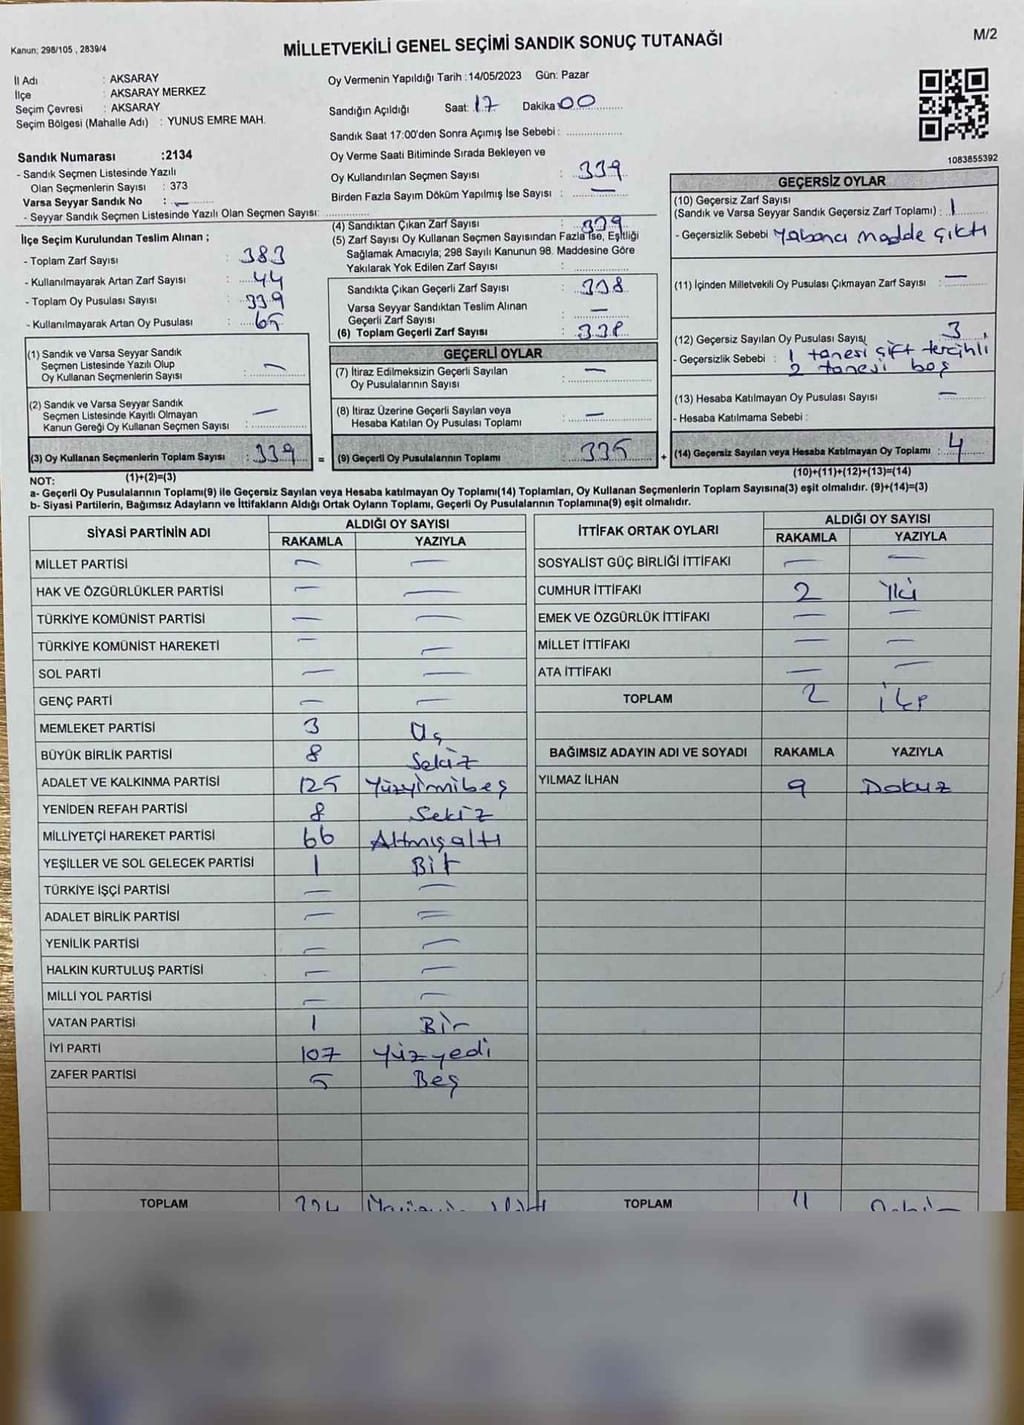 Kanun; 298/105 , 2839/4
MİLLETVEKİLİ GENEL SEÇİMİ SANDIK SONUÇ TUTANAĞI
M/2
İl Adı : AKSARAY
İlçe : AKSARAY MERKEZ
Seçim Çevresi : AKSARAY
Seçim Bölgesi (Mahalle Adı) : YUNUS EMRE MAH.
Sandık Numarası :2134
- Sandık Seçmen Listesinde Yazılı
Olan Seçmenlerin Sayısı : 373
Varsa Seyyar Sandık No : —
- Seyyar Sandık Seçmen Listesinde Yazılı Olan Seçmen Sayısı:
Oy Vermenin Yapıldığı Tarih :14/05/2023 Gün: Pazar
Sandığın Açıldığı Saat: 17 Dakika 00
Sandık Saat 17:00'den Sonra Açımış İse Sebebi :
Oy Verme Saati Bitiminde Sırada Bekleyen ve
Oy Kullandırılan Seçmen Sayısı : 339
Birden Fazla Sayım Döküm Yapılmış İse Sayısı : —
1083855392
İlçe Seçim Kurulundan Teslim Alınan ;
- Toplam Zarf Sayısı : 383
- Kullanılmayarak Artan Zarf Sayısı : 44
- Toplam Oy Pusulası Sayısı : 339
- Kullanılmayarak Artan Oy Pusulası : 65
(1) Sandık ve Varsa Seyyar Sandık
Seçmen Listesinde Yazılı Olup
Oy Kullanan Seçmenlerin Sayısı : —
(2) Sandık ve Varsa Seyyar Sandık
Seçmen Listesinde Kayıtlı Olmayan
Kanun Gereği Oy Kullanan Seçmen Sayısı : —
(3) Oy Kullanan Seçmenlerin Toplam Sayısı : 339
(1)+(2)=(3)
(4) Sandıktan Çıkan Zarf Sayısı : 339
(5) Zarf Sayısı Oy Kullanan Seçmen Sayısından Fazla İse, Eşitliği
Sağlamak Amacıyla; 298 Sayılı Kanunun 98. Maddesine Göre
Yakılarak Yok Edilen Zarf Sayısı :
Sandıkta Çıkan Geçerli Zarf Sayısı : 338
Varsa Seyyar Sandıktan Teslim Alınan
Geçerli Zarf Sayısı : —
(6) Toplam Geçerli Zarf Sayısı : 338
GEÇERLİ OYLAR
(7) İtiraz Edilmeksizin Geçerli Sayılan
Oy Pusulalarının Sayısı : —
(8) İtiraz Üzerine Geçerli Sayılan veya
Hesaba Katılan Oy Pusulası Toplamı : —
= (9) Geçerli Oy Pusulalarının Toplamı : 335
GEÇERSİZ OYLAR
(10) Geçersiz Zarf Sayısı
(Sandık ve Varsa Seyyar Sandık Geçersiz Zarf Toplamı) : 1
- Geçersizlik Sebebi : Yabancı madde çıktı
(11) İçinden Milletvekili Oy Pusulası Çıkmayan Zarf Sayısı : —
(12) Geçersiz Sayılan Oy Pusulası Sayısı 3
- Geçersizlik Sebebi : 1 tanesi çift tercihli
2 tanesi boş
(13) Hesaba Katılmayan Oy Pusulası Sayısı : —
- Hesaba Katılmama Sebebi :
+ (14) Geçersiz Sayılan veya Hesaba Katılmayan Oy Toplamı : 4
(10)+(11)+(12)+(13)=(14)
NOT:
a- Geçerli Oy Pusulalarının Toplamı(9) ile Geçersiz Sayılan veya Hesaba katılmayan Oy Toplamı(14) Toplamları, Oy Kullanan Seçmenlerin Toplam Sayısına(3) eşit olmalıdır. (9)+(14)=(3)
b- Siyasi Partilerin, Bağımsız Adayların ve İttifakların Aldığı Ortak Oyların Toplamı, Geçerli Oy Pusulalarının Toplamına(9) eşit olmalıdır.
SİYASİ PARTİNİN ADI ALDIĞI OY SAYISI
RAKAMLA YAZIYLA
MİLLET PARTİSİ — —
HAK VE ÖZGÜRLÜKLER PARTİSİ — —
TÜRKİYE KOMÜNİST PARTİSİ — —
TÜRKİYE KOMÜNİST HAREKETİ — —
SOL PARTİ — —
GENÇ PARTİ — —
MEMLEKET PARTİSİ 3 Üç
BÜYÜK BİRLİK PARTİSİ 8 Sekiz
ADALET VE KALKINMA PARTİSİ 125 Yüzyirmibeş
YENİDEN REFAH PARTİSİ 8 Sekiz
MİLLİYETÇİ HAREKET PARTİSİ 66 Altmışaltı
YEŞİLLER VE SOL GELECEK PARTİSİ 1 Bir
TÜRKİYE İŞÇİ PARTİSİ — —
ADALET BİRLİK PARTİSİ — —
YENİLİK PARTİSİ — —
HALKIN KURTULUŞ PARTİSİ — —
MİLLİ YOL PARTİSİ — —
VATAN PARTİSİ 1 Bir
İYİ PARTİ 107 Yüzyedi
ZAFER PARTİSİ 5 Beş
TOPLAM
İTTİFAK ORTAK OYLARI ALDIĞI OY SAYISI
RAKAMLA YAZIYLA
SOSYALİST GÜÇ BİRLİĞİ İTTİFAKI — —
CUMHUR İTTİFAKI 2 İki
EMEK VE ÖZGÜRLÜK İTTİFAKI — —
MİLLET İTTİFAKI — —
ATA İTTİFAKI — —
TOPLAM 2 İki
BAĞIMSIZ ADAYIN ADI VE SOYADI RAKAMLA YAZIYLA
YILMAZ İLHAN 9 Dokuz
TOPLAM 11